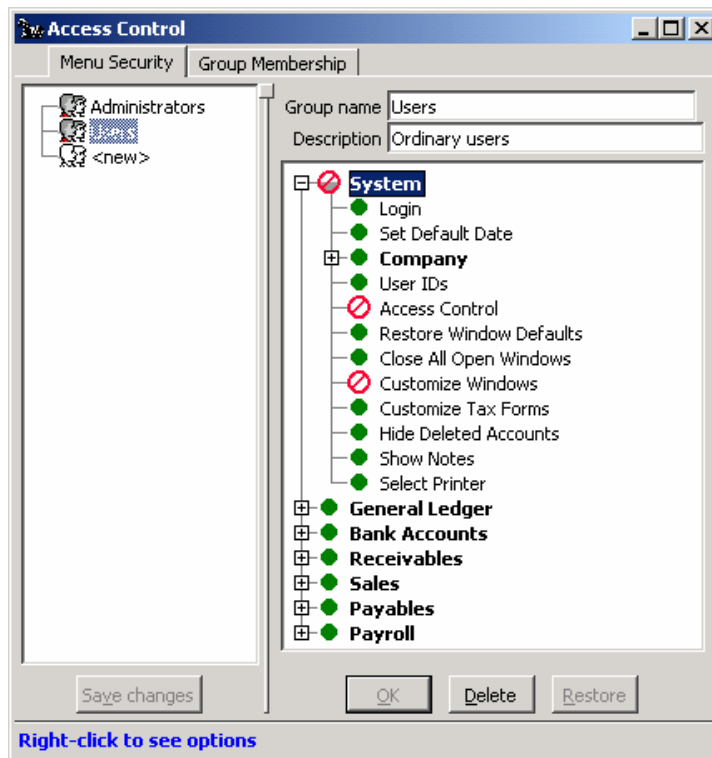 Access Control
Menu Security
Group Membership
Administrators
Users
<new>
Group name Users
Description Ordinary users
System
Login
Set Default Date
Company
User IDs
Access Control
Restore Window Defaults
Close All Open Windows
Customize Windows
Customize Tax Forms
Hide Deleted Accounts
Show Notes
Select Printer
General Ledger
Bank Accounts
Receivables
Sales
Payables
Payroll
Save changes
OK
Delete
Restore
Right-click to see options